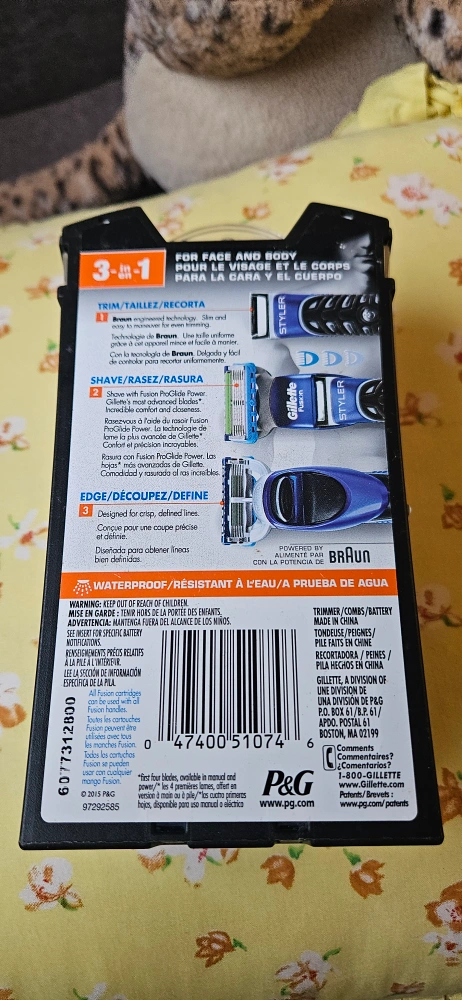 3-in-1
en
FOR FACE AND BODY
POUR LE VISAGE ET LE CORPS
PARA LA CARA Y EL CUERPO
TRIM/TAILLEZ/RECORTA
1 Braun engineered technology. Slim and
easy to maneuver for even trimming.
Technologie de Braun. Une taille uniforme
grâce à cet appareil mince et facile à manier.
Con la tecnología de Braun. Delgada y fácil
de controlar para recortar uniformemente.
STYLER
SHAVE/RASEZ/RASURA
2 Shave with Fusion ProGlide Power.
Gillette's most advanced blades*.
Incredible comfort and closeness.
Rasez-vous à l'aide du rasoir Fusion
ProGlide Power. La technologie de
lame la plus avancée de Gillette*.
Confort et précision incroyables.
Rasura con Fusion ProGlide Power. Las
hojas* más avanzadas de Gillette.
Comodidad y rasurada al ras increíbles.
Gillette
Fusion
STYLER
EDGE/DÉCOUPEZ/DEFINE
3 Designed for crisp, defined lines.
Conçue pour une coupe précise
et définie.
Diseñada para obtener líneas
bien definidas.
POWERED BY
ALIMENTÉ PAR
CON LA POTENCIA DE
BRAUN
WATERPROOF/RÉSISTANT À L'EAU/A PRUEBA DE AGUA
WARNING: KEEP OUT OF REACH OF CHILDREN.
MISE EN GARDE : TENIR HORS DE LA PORTÉE DES ENFANTS.
ADVERTENCIA: MANTENGA FUERA DEL ALCANCE DE LOS NIÑOS.
SEE INSERT FOR SPECIFIC BATTERY
NOTIFICATIONS.
RENSEIGNEMENTS PRÉCIS RELATIFS
À LA PILE À L'INTÉRIEUR.
LEE LA SECCIÓN DE INFORMACIÓN
ESPECÍFICA DE LA PILA.
All Fusion cartridges
can be used with all
Fusion handles.
Toutes les cartouches
Fusion peuvent être
utilisées avec tous
les manches Fusion.
Todos los cartuchos
Fusion se pueden
usar con cualquier
mango Fusion.
6077312800
© 2015 P&G
97292585
0 47400 51074 6
*first four blades, available in manual and
power/* les 4 premières lames, offert en
version à main ou à pile/*las cuatro primeras
hojas, disponible para uso manual o eléctrico
P&G
www.pg.com
TRIMMER/COMBS/BATTERY
MADE IN CHINA
TONDEUSE/PEIGNES/
PILE FAITS EN CHINE
RECORTADORA / PEINES /
PILA HECHOS EN CHINA
GILLETTE, A DIVISION OF
UNE DIVISION DE
UNA DIVISIÓN DE P&G
P.O. BOX 61/B.P. 61/
APDO. POSTAL 61
BOSTON, MA 02199
Comments
Commentaires?
¿Comentarios?
1-800-GILLETTE
www.Gillette.com
Patents/Brevets :
www.pg.com/patents